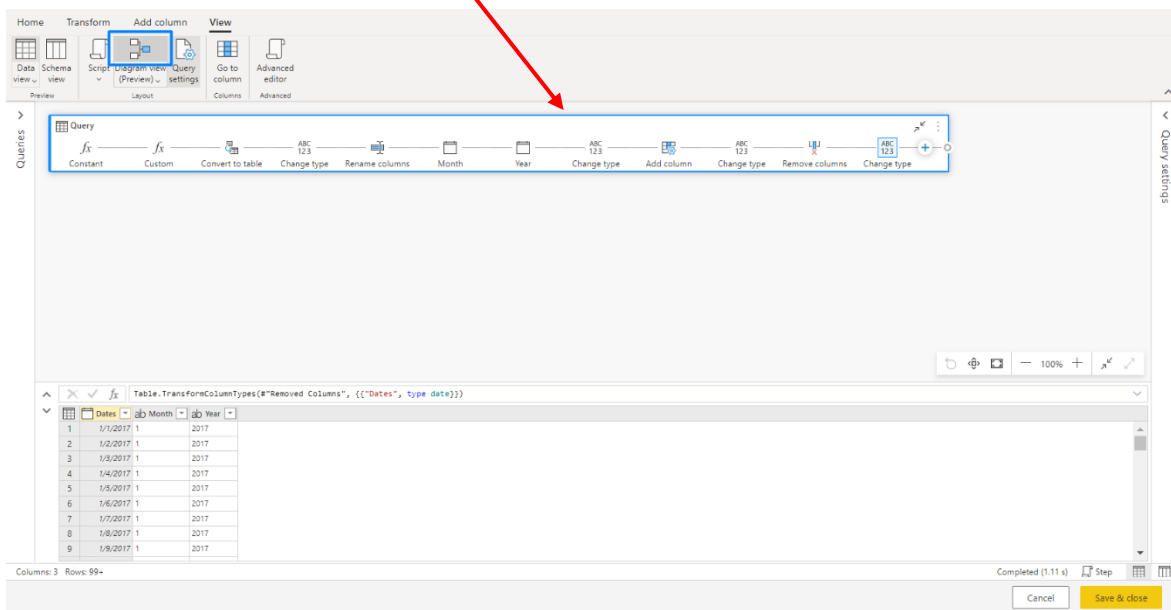 Home Transform Add column View
Data view Schema view Script Diagram view (Preview) Query settings Go to column Advanced editor
Preview Layout Columns Advanced
Queries
Query settings
Query
fx fx ABC 123 ABC 123 ABC 123 ABC 123
Constant Custom Convert to table Change type Rename columns Month Year Change type Add column Change type Remove columns Change type
100%
fx Table.TransformColumnTypes(#"Removed Columns", {{"Dates", type date}})
Dates Month Year
1 1/1/2017 1 2017
2 1/2/2017 1 2017
3 1/3/2017 1 2017
4 1/4/2017 1 2017
5 1/5/2017 1 2017
6 1/6/2017 1 2017
7 1/7/2017 1 2017
8 1/8/2017 1 2017
9 1/9/2017 1 2017
Columns: 3 Rows: 99+ Completed (1.11 s) Step
Cancel Save & close